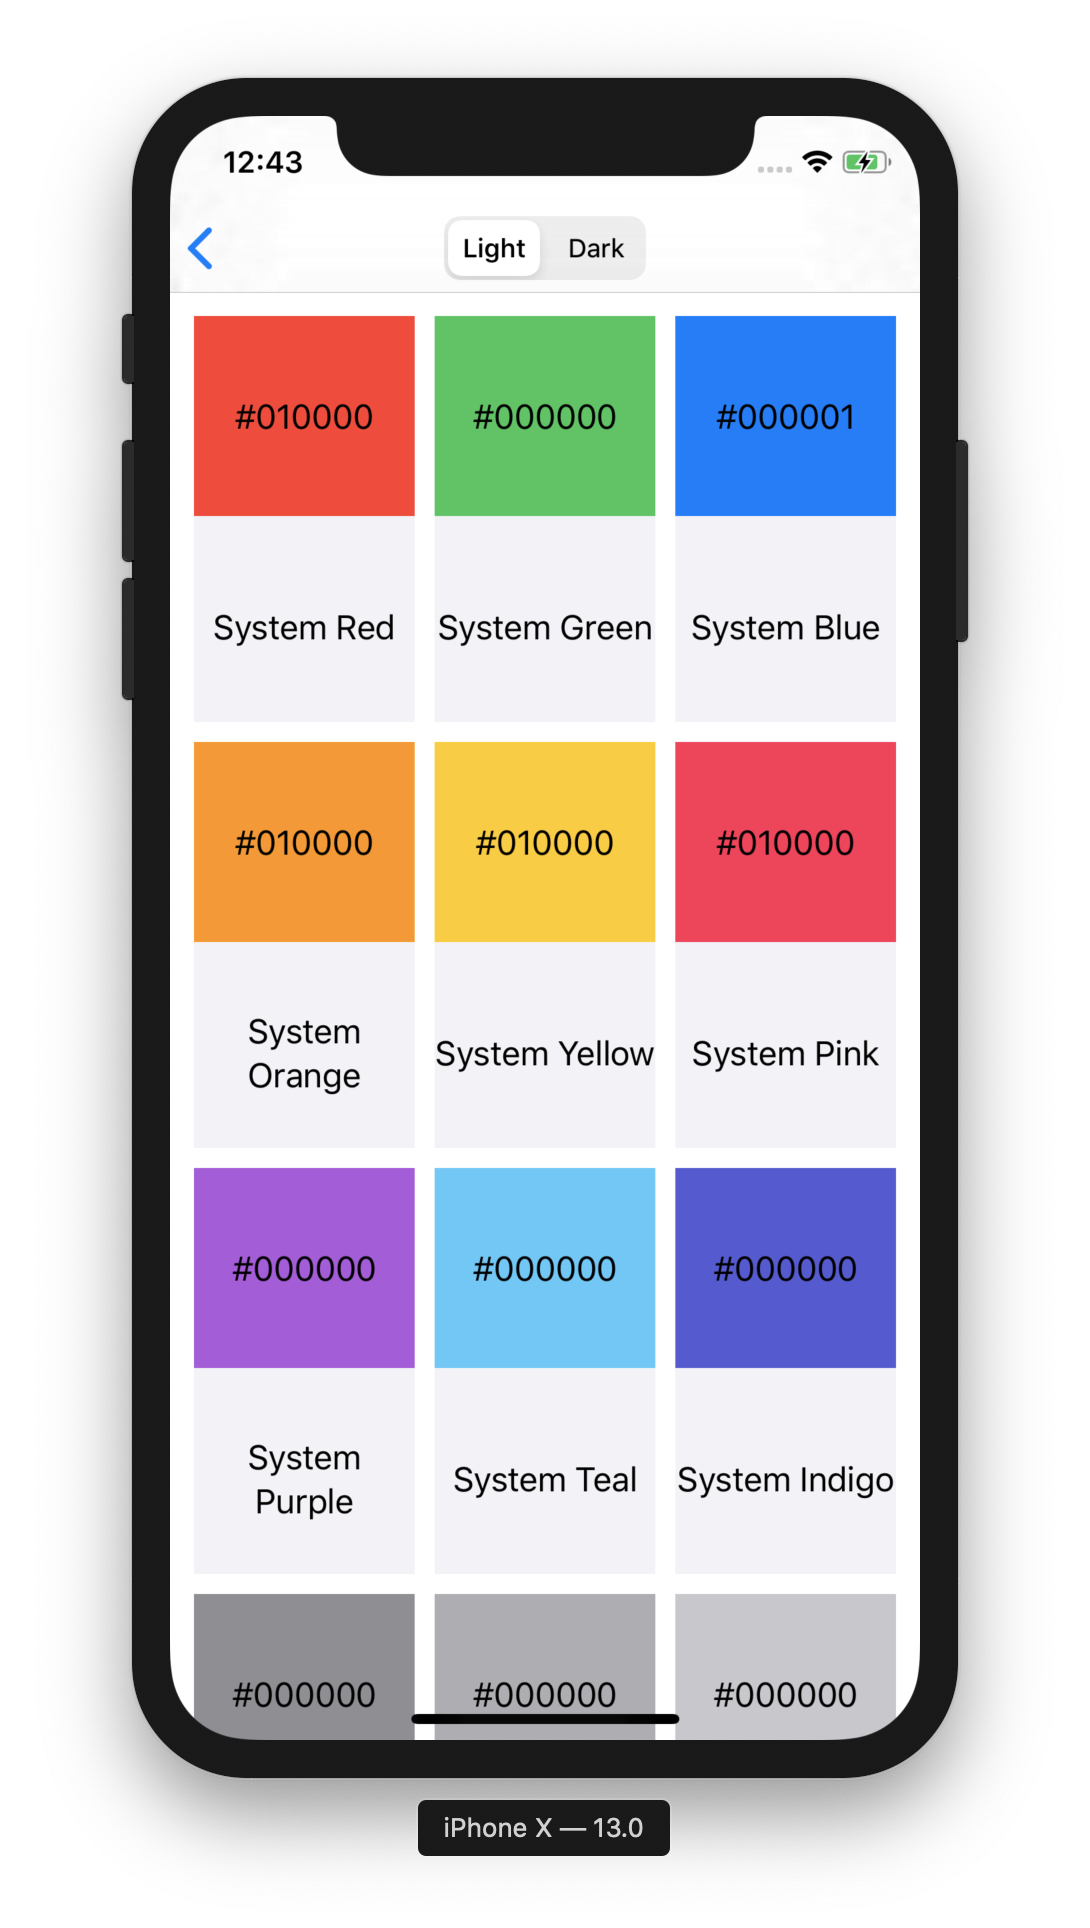 12:43
Light Dark
#010000 #000000 #000001
System Red System Green System Blue
#010000 #010000 #010000
System
Orange
System Yellow System Pink
#000000 #000000 #000000
System
Purple
System Teal System Indigo
#000000 #000000 #000000
iPhone X — 13.0